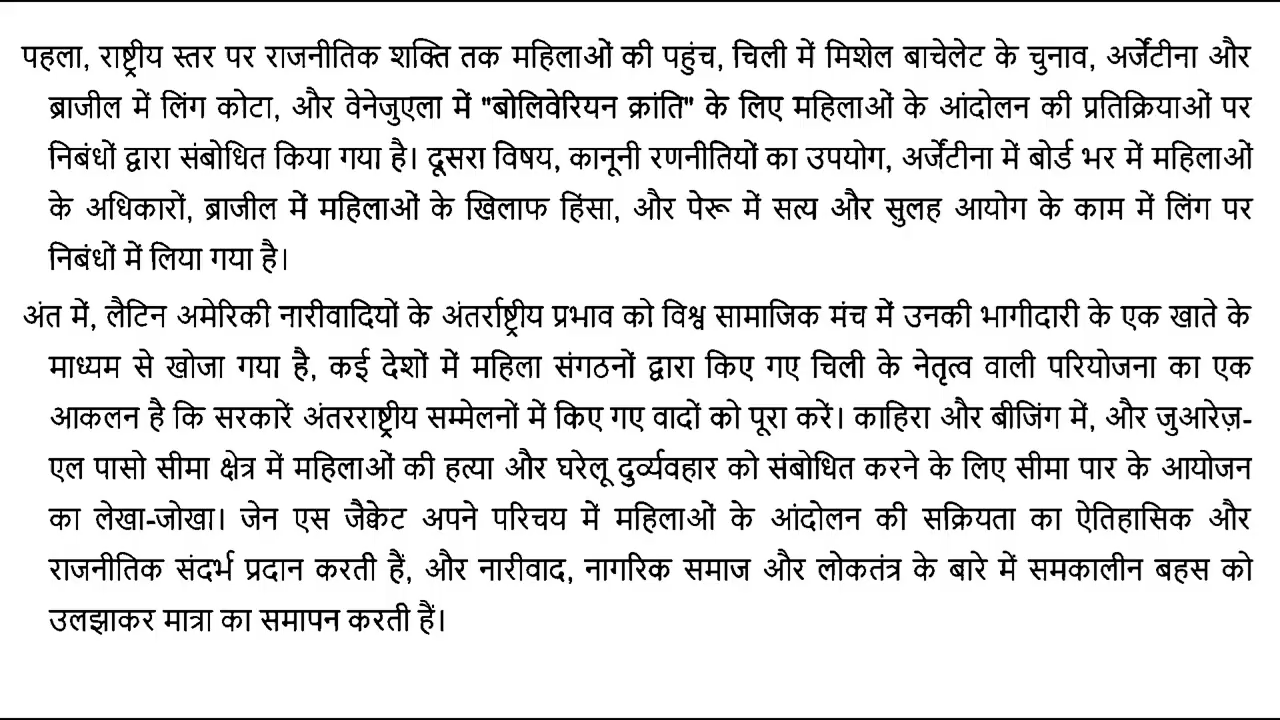 पहला, राष्ट्रीय स्तर पर राजनीतिक शक्ति तक महिलाओं की पहुंच, चिली में मिशेल बाचेलेट के चुनाव, अर्जेंटीना और
ब्राजील में लिंग कोटा, और वेनेजुएला में "बोलिवेरियन क्रांति" के लिए महिलाओं के आंदोलन की प्रतिक्रियाओं पर
निबंधों द्वारा संबोधित किया गया है। दूसरा विषय, कानूनी रणनीतियों का उपयोग, अर्जेंटीना में बोर्ड भर में महिलाओं
के अधिकारों, ब्राजील में महिलाओं के खिलाफ हिंसा, और पेरू में सत्य और सुलह आयोग के काम में लिंग पर
निबंधों में लिया गया है।
अंत में, लैटिन अमेरिकी नारीवादियों के अंतर्राष्ट्रीय प्रभाव को विश्व सामाजिक मंच में उनकी भागीदारी के एक खाते के
माध्यम से खोजा गया है, कई देशों में महिला संगठनों द्वारा किए गए चिली के नेतृत्व वाली परियोजना का एक
आकलन है कि सरकारें अंतरराष्ट्रीय सम्मेलनों में किए गए वादों को पूरा करें। काहिरा और बीजिंग में, और जुआरेज़-
एल पासो सीमा क्षेत्र में महिलाओं की हत्या और घरेलू दुर्व्यवहार को संबोधित करने के लिए सीमा पार के आयोजन
का लेखा-जोखा। जेन एस जैक्वेट अपने परिचय में महिलाओं के आंदोलन की सक्रियता का ऐतिहासिक और
राजनीतिक संदर्भ प्रदान करती हैं, और नारीवाद, नागरिक समाज और लोकतंत्र के बारे में समकालीन बहस को
उलझाकर मात्रा का समापन करती हैं।